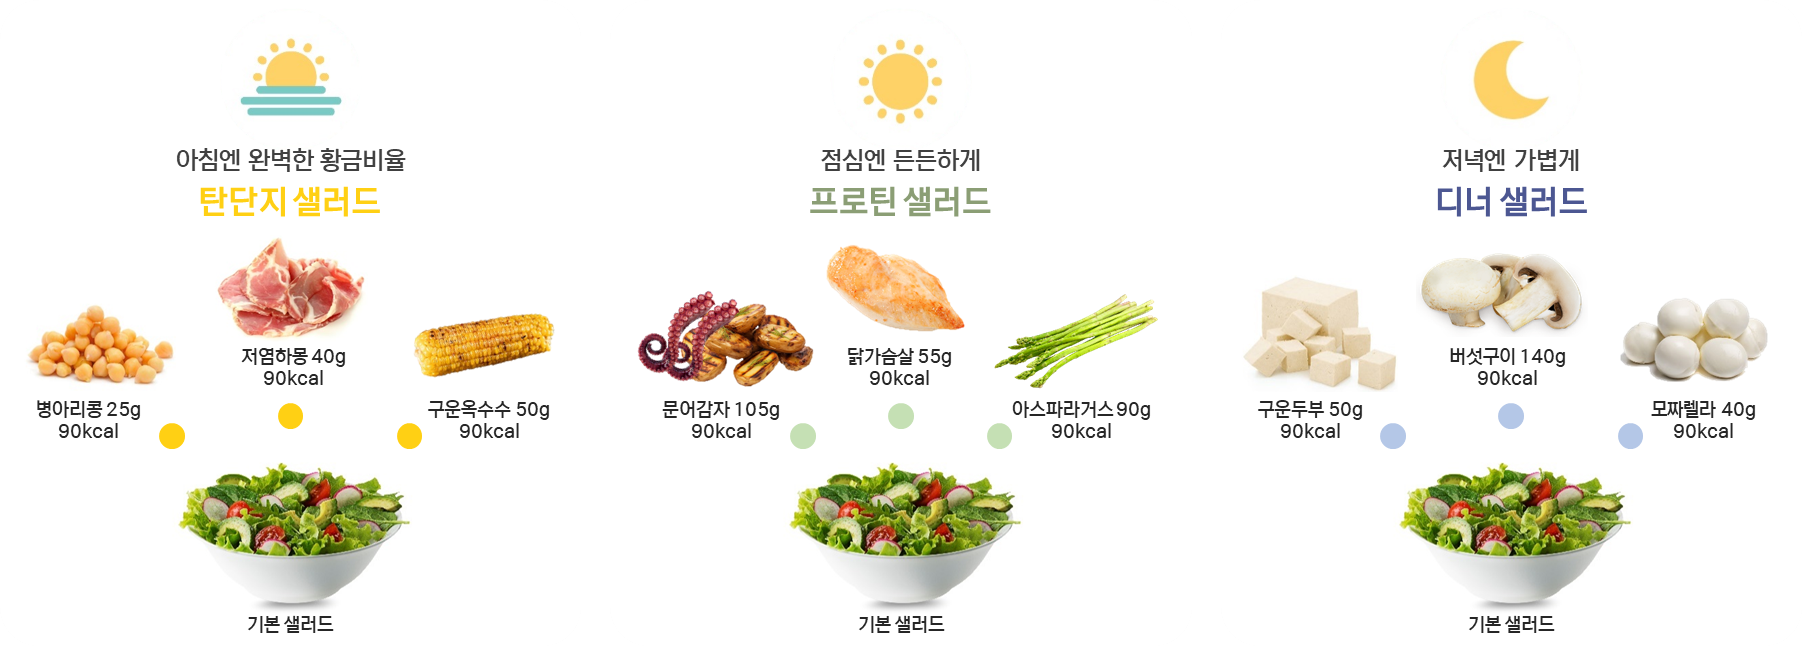 아침엔 완벽한 황금비율
탄단지 샐러드
저염하몽 40g
90kcal
병아리콩 25g
90kcal
구운옥수수 50g
90kcal
기본 샐러드
점심엔 든든하게
프로틴 샐러드
닭가슴살 55g
90kcal
문어감자 105g
90kcal
아스파라거스 90g
90kcal
기본 샐러드
저녁엔 가볍게
디너 샐러드
버섯구이 140g
90kcal
구운두부 50g
90kcal
모짜렐라 40g
90kcal
기본 샐러드